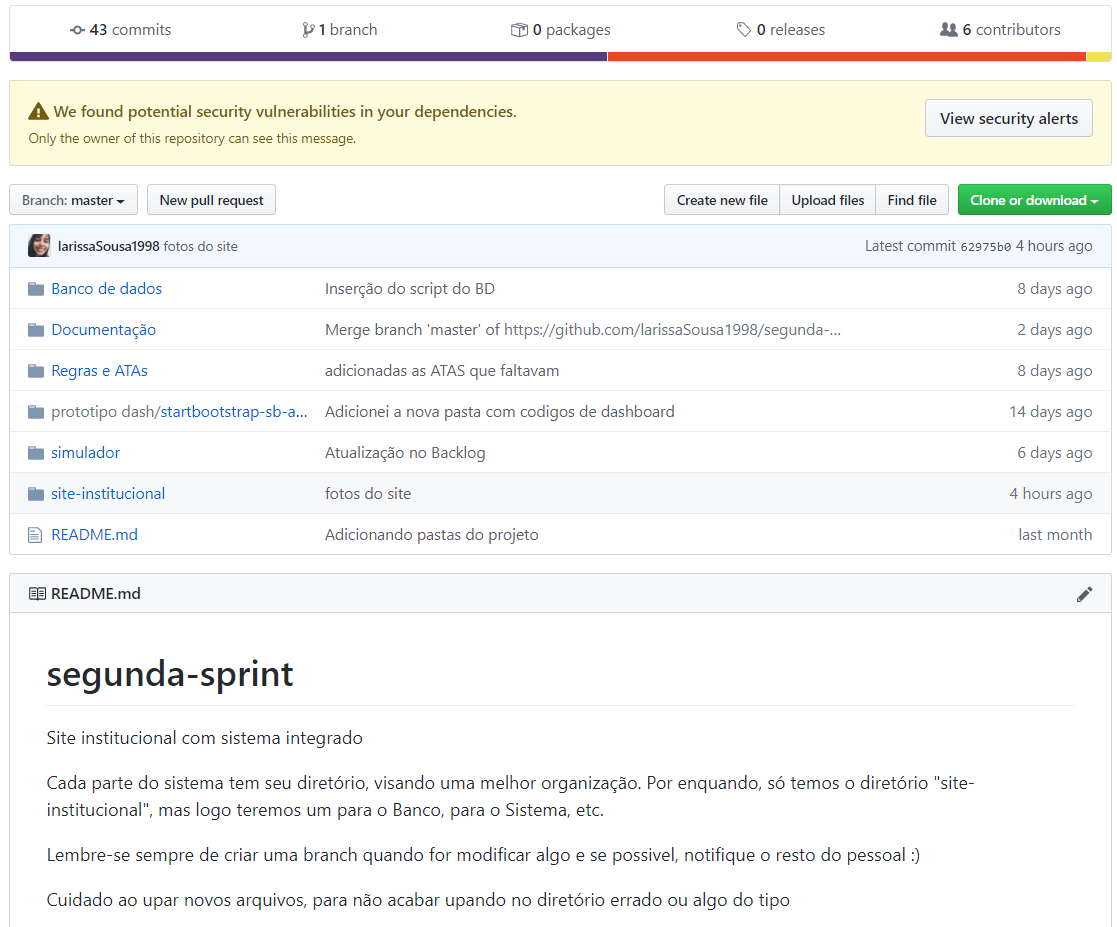 43 commits 1 branch 0 packages 0 releases 6 contributors
We found potential security vulnerabilities in your dependencies.
Only the owner of this repository can see this message.
View security alerts
Branch: master New pull request Create new file Upload files Find file Clone or download
larissaSousa1998 fotos do site Latest commit 62975b0 4 hours ago
Banco de dados Inserção do script do BD 8 days ago
Documentação Merge branch 'master' of https://github.com/larissaSousa1998/segunda-... 2 days ago
Regras e ATAs adicionadas as ATAS que faltavam 8 days ago
prototipo dash/startbootstrap-sb-a... Adicionei a nova pasta com codigos de dashboard 14 days ago
simulador Atualização no Backlog 6 days ago
site-institucional fotos do site 4 hours ago
README.md Adicionando pastas do projeto last month
README.md
segunda-sprint
Site institucional com sistema integrado
Cada parte do sistema tem seu diretório, visando uma melhor organização. Por enquando, só temos o diretório "site-
institucional", mas logo teremos um para o Banco, para o Sistema, etc.
Lembre-se sempre de criar uma branch quando for modificar algo e se possivel, notifique o resto do pessoal :)
Cuidado ao upar novos arquivos, para não acabar upando no diretório errado ou algo do tipo